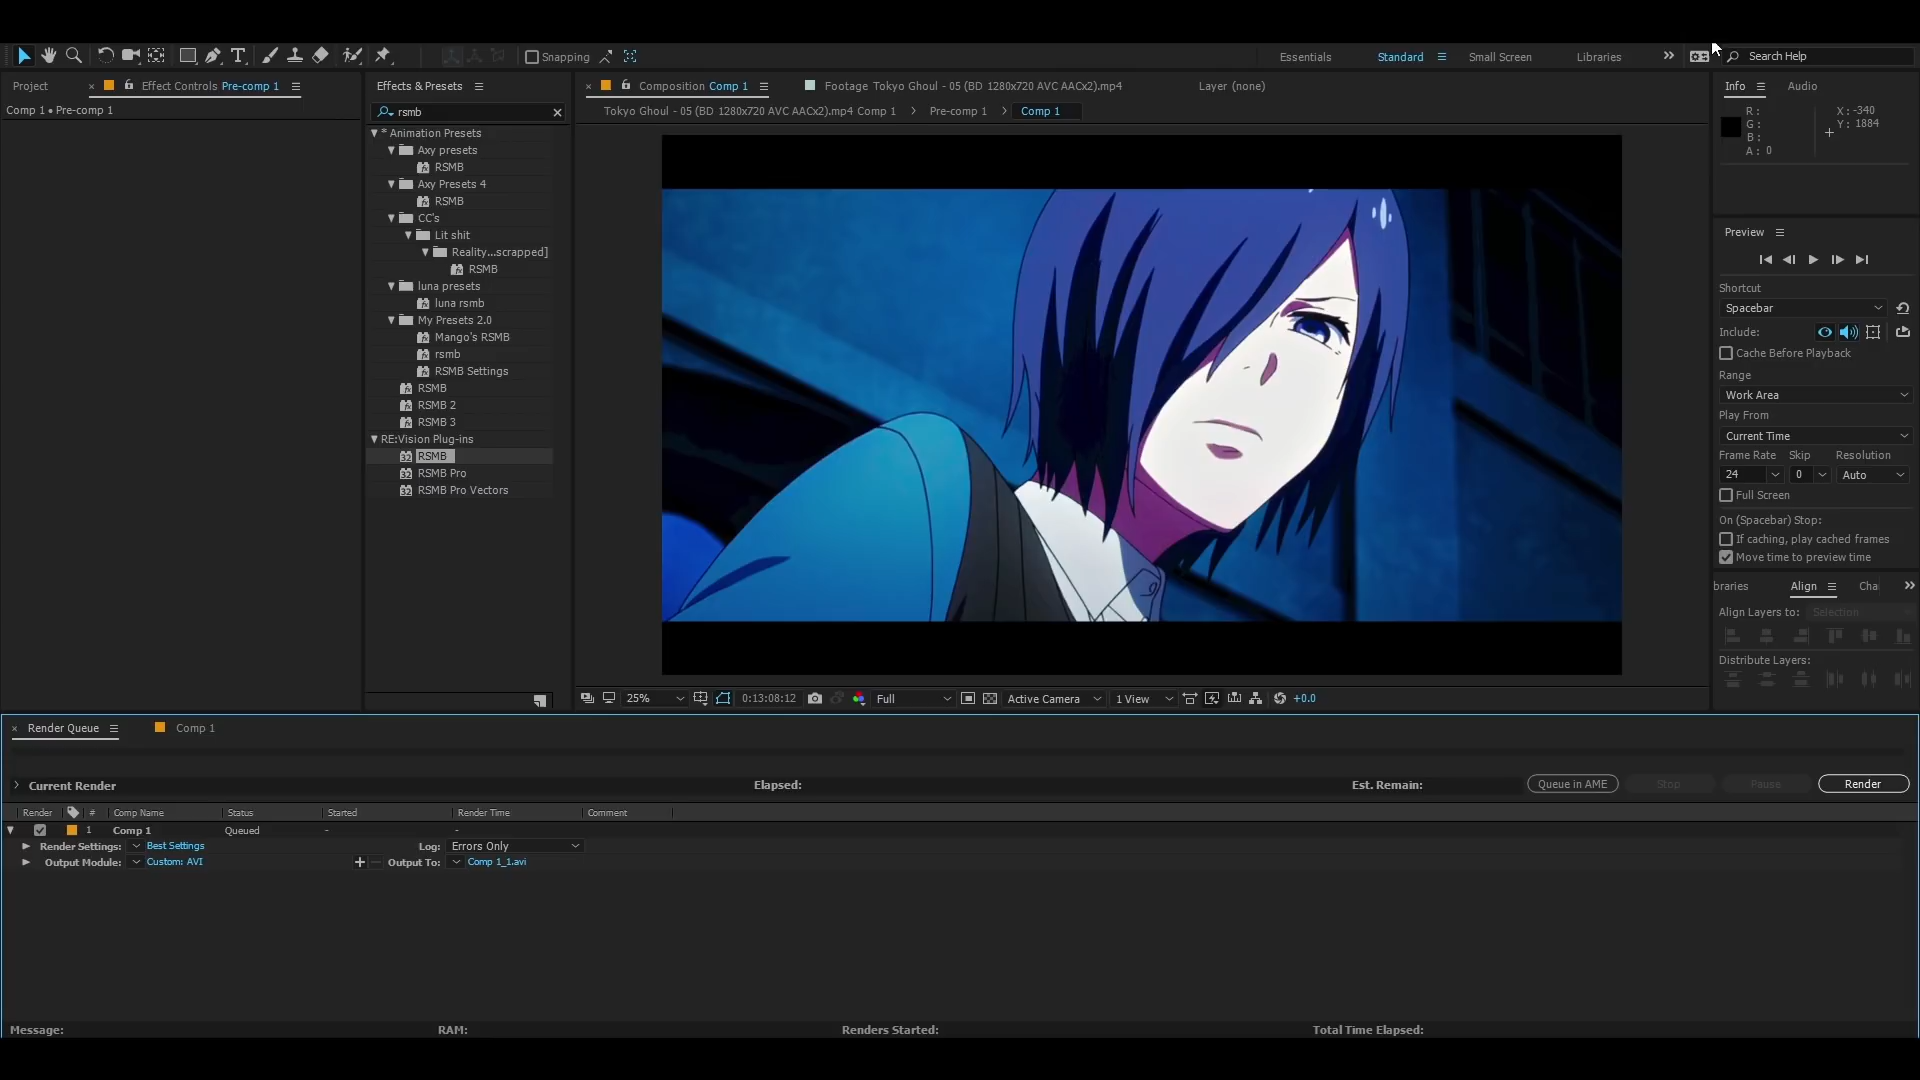 Snapping
Essentials
Standard
Small Screen
Libraries
Search Help
Project
Effect Controls Pre-comp 1
Effects & Presets
Composition Comp 1
Footage Tokyo Ghoul - 05 (BD 1280x720 AVC AACx2).mp4
Layer (none)
Info
Audio
Comp 1 • Pre-comp 1
rsmb
Tokyo Ghoul - 05 (BD 1280x720 AVC AACx2).mp4 Comp 1
Pre-comp 1
Comp 1
R :
G :
B :
A : 0
X : -340
Y : 1884
* Animation Presets
Axy presets
RSMB
Axy Presets 4
RSMB
CC's
Lit shit
Reality...scrapped]
RSMB
luna presets
luna rsmb
My Presets 2.0
Mango's RSMB
rsmb
RSMB Settings
RSMB
RSMB 2
RSMB 3
RE:Vision Plug-ins
RSMB
RSMB Pro
RSMB Pro Vectors
Preview
Shortcut
Spacebar
Include:
Cache Before Playback
Range
Work Area
Play From
Current Time
Frame Rate Skip Resolution
24 0 Auto
Full Screen
On (Spacebar) Stop:
If caching, play cached frames
Move time to preview time
braries
Align
Cha
Align Layers to: Selection
Distribute Layers:
25%
0:13:08:12
Full
Active Camera
1 View
+0.0
Render Queue
Comp 1
Current Render
Elapsed:
Est. Remain:
Queue in AME
Stop
Pause
Render
Render # Comp Name Status Started Render Time Comment
1 Comp 1 Queued - -
Render Settings: Best Settings Log: Errors Only
Output Module: Custom: AVI Output To: Comp 1_1.avi
Message:
RAM:
Renders Started:
Total Time Elapsed: